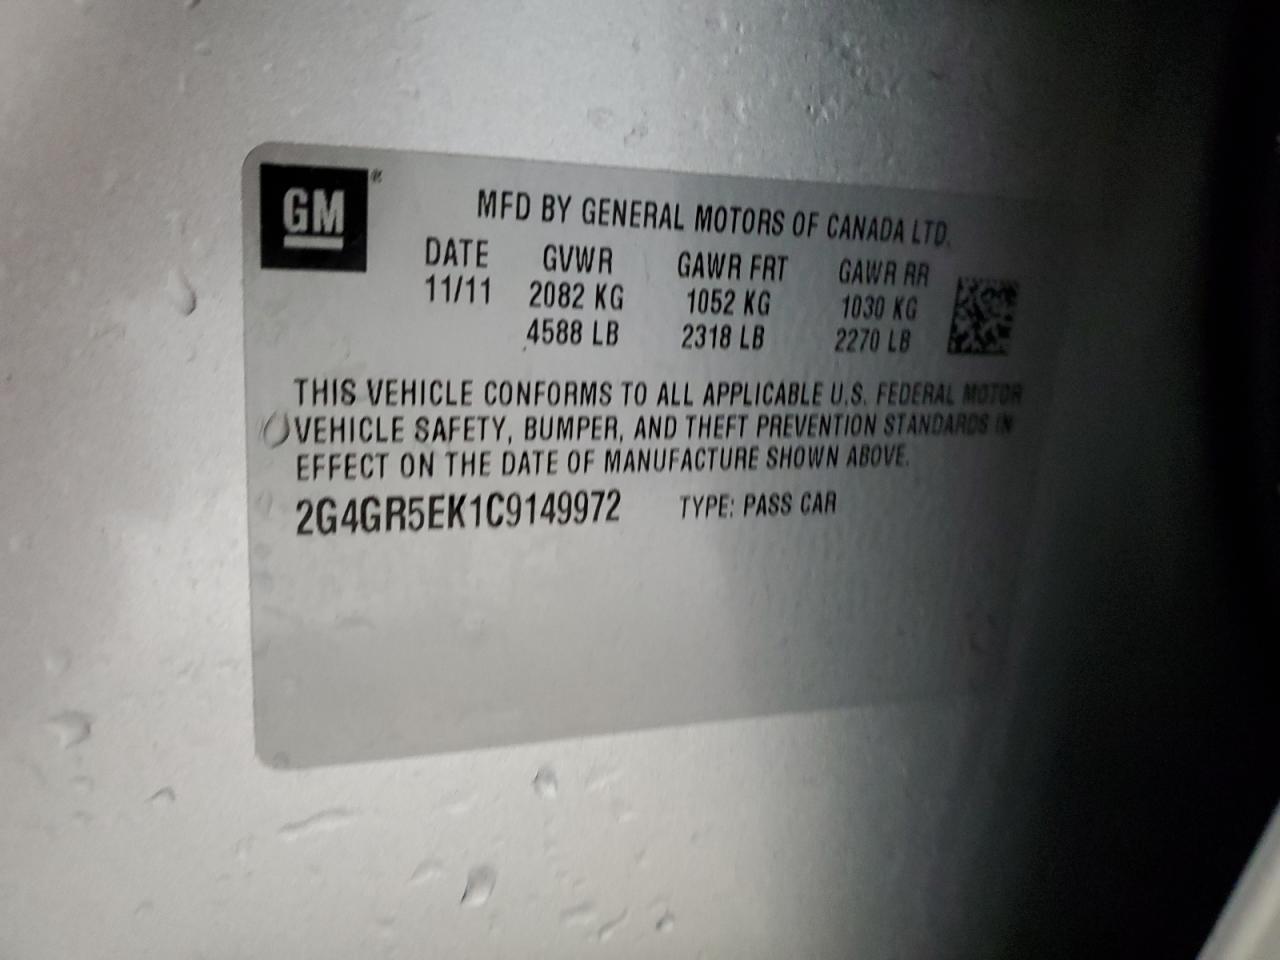 GM®
MFD BY GENERAL MOTORS OF CANADA LTD.
DATE GVWR GAWR FRT GAWR RR
11/11 2082 KG 1052 KG 1030 KG
4588 LB 2318 LB 2270 LB
THIS VEHICLE CONFORMS TO ALL APPLICABLE U.S. FEDERAL MOTOR
VEHICLE SAFETY, BUMPER, AND THEFT PREVENTION STANDARDS IN
EFFECT ON THE DATE OF MANUFACTURE SHOWN ABOVE.
2G4GR5EK1C9149972 TYPE: PASS CAR